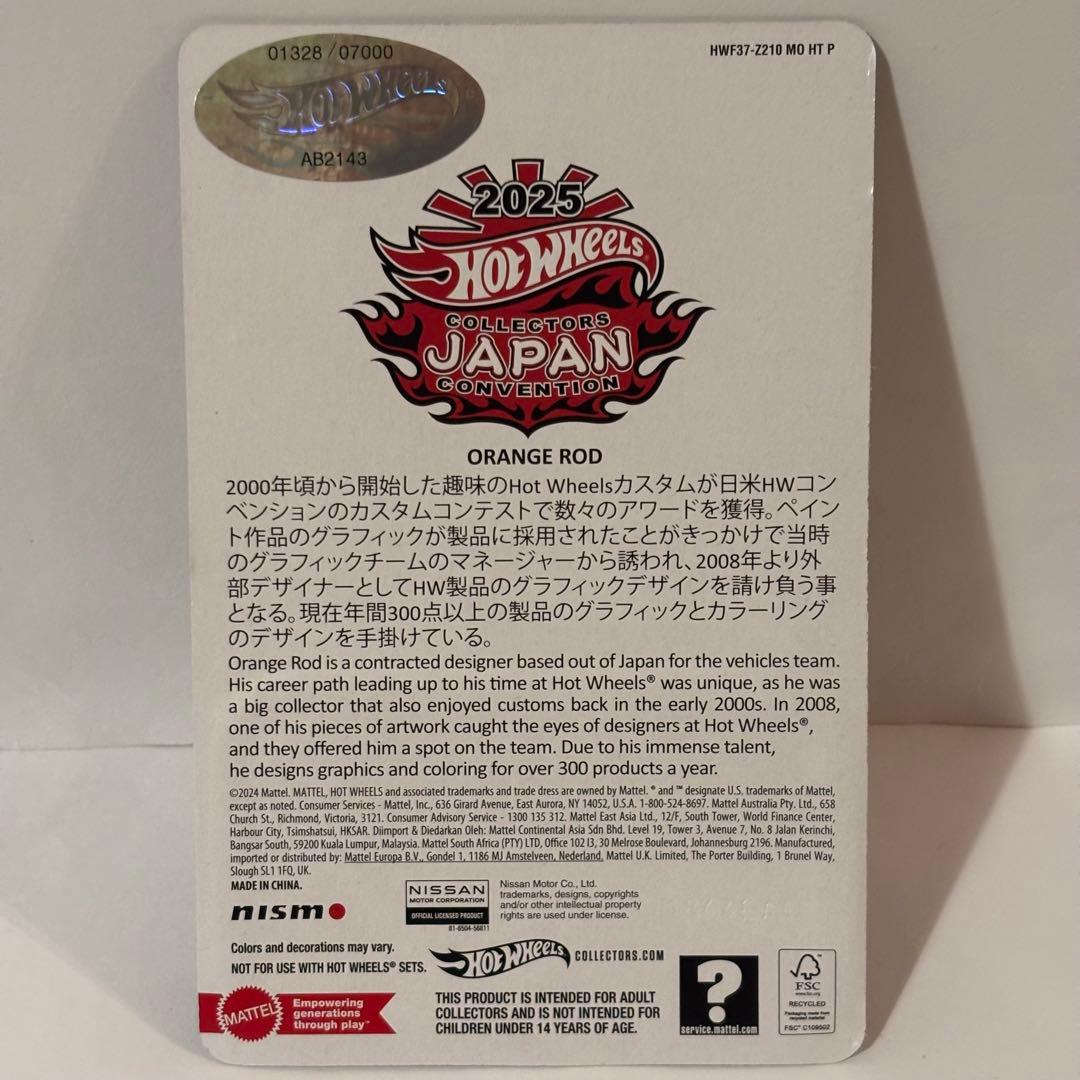 01328/07000
HOT WHEELS
AB2143
HWF37-Z210 MO HT P
2025
HOT WHEELS
COLLECTORS
JAPAN
CONVENTION
ORANGE ROD
2000年頃から開始した趣味のHot Wheelsカスタムが日米HWコン
ベンションのカスタムコンテストで数々のアワードを獲得。ペイン
ト作品のグラフィックが製品に採用されたことがきっかけで当時
のグラフィックチームのマネージャーから誘われ、2008年より外
部デザイナーとしてHW製品のグラフィックデザインを請け負う事
となる。現在年間300点以上の製品のグラフィックとカラーリング
のデザインを手掛けている。
Orange Rod is a contracted designer based out of Japan for the vehicles team.
His career path leading up to his time at Hot Wheels® was unique, as he was
a big collector that also enjoyed customs back in the early 2000s. In 2008,
one of his pieces of artwork caught the eyes of designers at Hot Wheels®,
and they offered him a spot on the team. Due to his immense talent,
he designs graphics and coloring for over 300 products a year.
©2024 Mattel. MATTEL, HOT WHEELS and associated trademarks and trade dress are owned by Mattel. ® and ™ designate U.S. trademarks of Mattel,
except as noted. Consumer Services - Mattel, Inc., 636 Girard Avenue, East Aurora, NY 14052, U.S.A. 1-800-524-8697. Mattel Australia Pty. Ltd., 658
Church St., Richmond, Victoria, 3121. Consumer Advisory Service - 1300 135 312. Mattel East Asia Ltd., 12/F, South Tower, World Finance Center,
Harbour City, Tsimshatsui, HKSAR. Diimport & Diedarkan Oleh: Mattel Continental Asia Sdn Bhd. Level 19, Tower 3, Avenue 7, No. 8 Jalan Kerinchi,
Bangsar South, 59200 Kuala Lumpur, Malaysia. Mattel South Africa (PTY) LTD, Office 102 I3, 30 Melrose Boulevard, Johannesburg 2196. Manufactured,
imported or distributed by: Mattel Europa B.V., Gondel 1, 1186 MJ Amstelveen, Nederland. Mattel U.K. Limited, The Porter Building, 1 Brunel Way,
Slough SL1 1FQ, UK.
MADE IN CHINA.
nismo
NISSAN
MOTOR CORPORATION
OFFICIAL LICENSED PRODUCT
81-6504-56811
Nissan Motor Co., Ltd.
trademarks, designs, copyrights
and/or other intellectual property
rights are used under license.
Colors and decorations may vary.
NOT FOR USE WITH HOT WHEELS® SETS.
HOT WHEELS COLLECTORS.COM
MATTEL
Empowering
generations
through play™
THIS PRODUCT IS INTENDED FOR ADULT
COLLECTORS AND IS NOT INTENDED FOR
CHILDREN UNDER 14 YEARS OF AGE.
?
service.mattel.com
FSC
www.fsc.org
RECYCLED
Packaging made from
recycled material
FSC® C109502